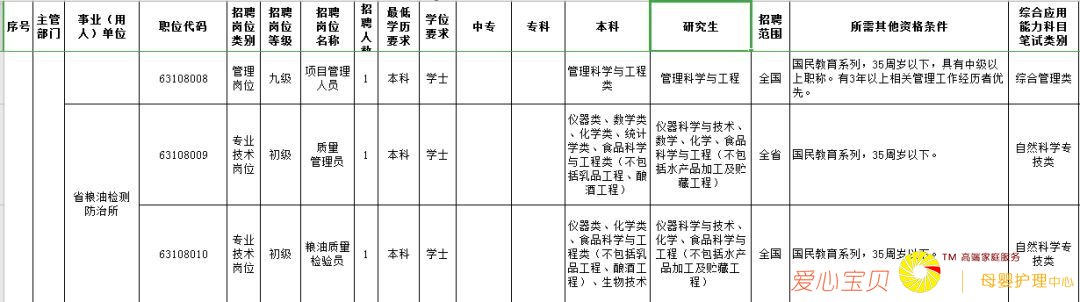 序号 主管部门 事业（用人）单位 职位代码 招聘岗位类别 招聘岗位等级 招聘岗位名称 招聘人数 最低学历要求 学位要求 中专 专科 本科 研究生 招聘范围 所需其他资格条件 综合应用能力科目笔试类别
63108008 管理岗位 九级 项目管理人员 1 本科 学士 管理科学与工程类 管理科学与工程 全国 国民教育系列，35周岁以下，具有中级以上职称。有3年以上相关管理工作经历者优先。 综合管理类
省粮油检测防治所
63108009 专业技术岗位 初级 质量管理员 1 本科 学士 仪器类、数学类、化学类、统计学类、食品科学与工程类（不包括乳品工程、酿酒工程） 仪器科学与技术、数学、化学、食品科学与工程（不包括水产品加工及贮藏工程） 全省 国民教育系列，35周岁以下。 自然科学专技类
63108010 专业技术岗位 初级 粮油质量检验员 1 本科 学士 仪器类、化学类、食品科学与工程类（不包括乳品工程、酿酒工程）、生物技术 仪器科学与技术、化学、食品科学与工程（不包括水产品加工及贮藏工程） 全国 国民教育系列，35周岁以下。 自然科学专技类
爱心宝贝 TM 高端家庭服务
母婴护理中心